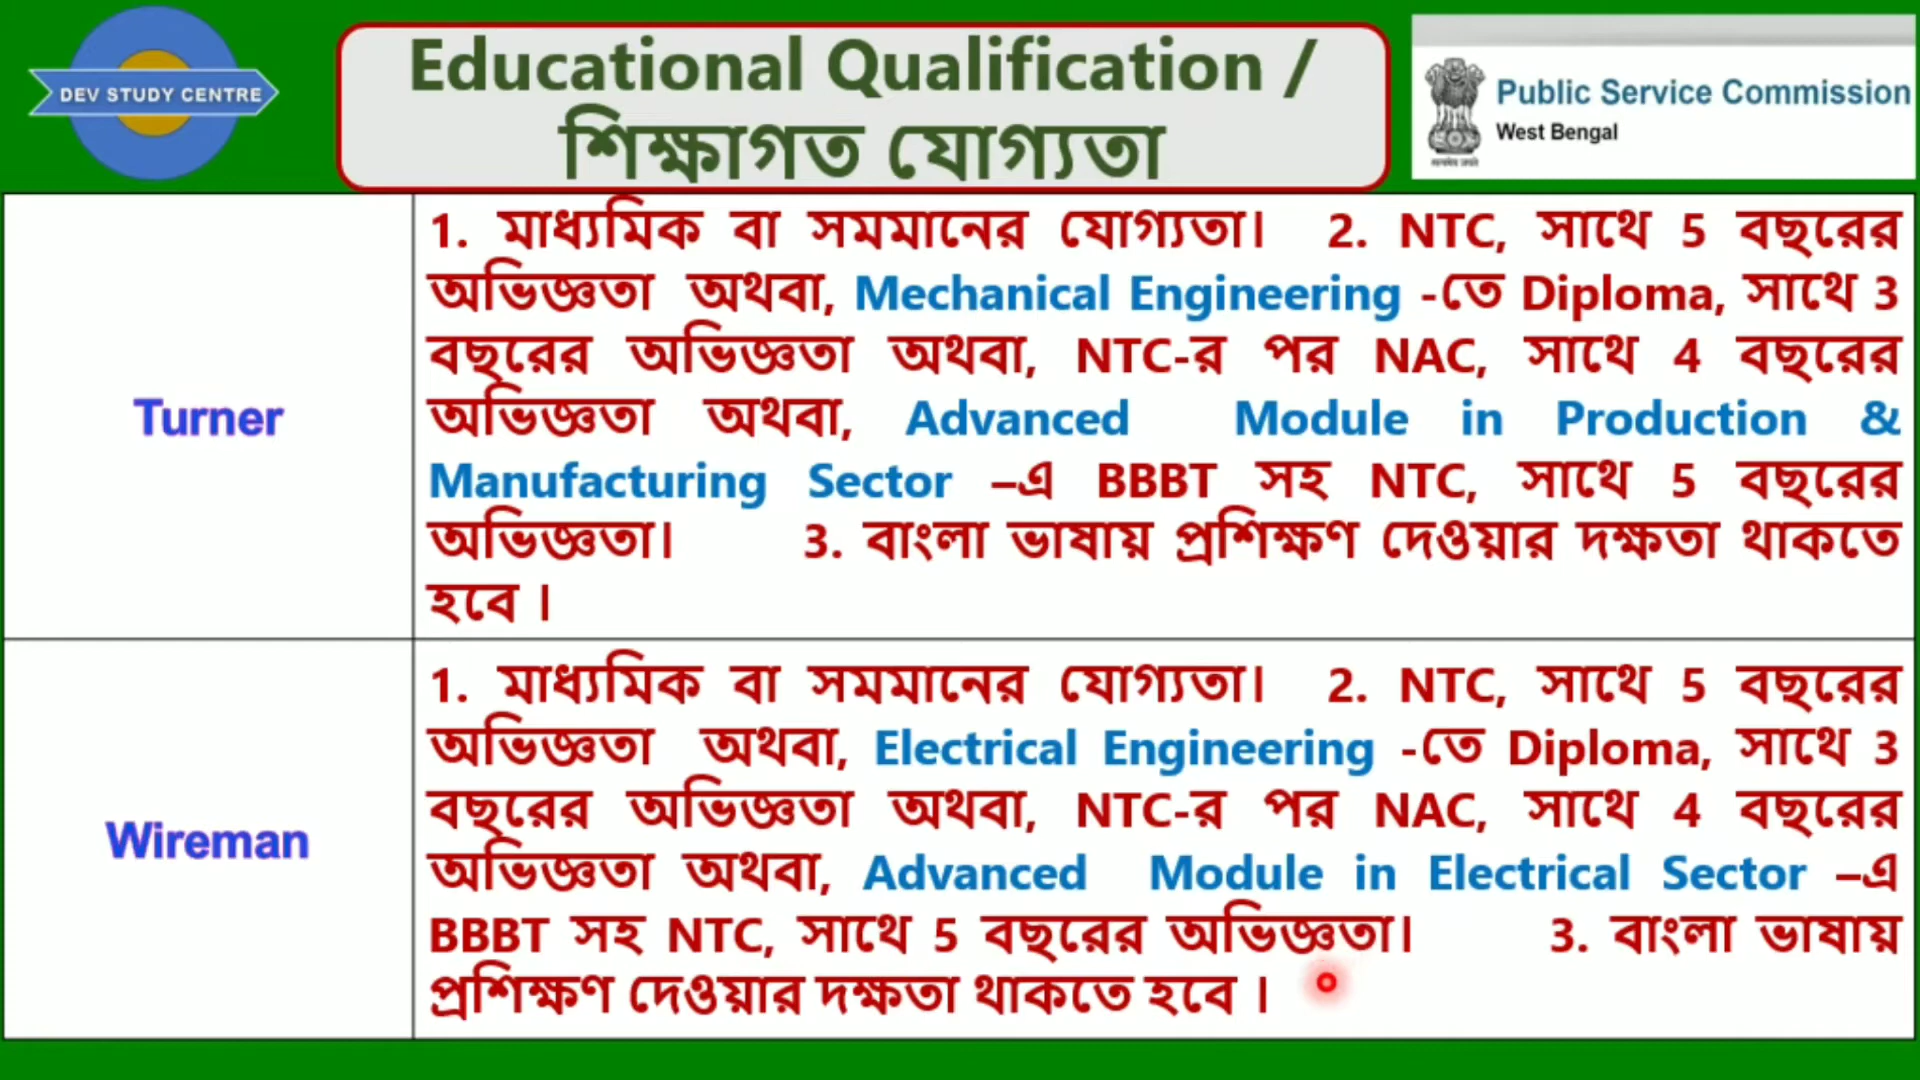 DEV STUDY CENTRE
Educational Qualification /
শিক্ষাগত যোগ্যতা
Public Service Commission
West Bengal
Turner
1. মাধ্যমিক বা সমমানের যোগ্যতা। 2. NTC, সাথে 5 বছরের
অভিজ্ঞতা অথবা, Mechanical Engineering -তে Diploma, সাথে 3
বছরের অভিজ্ঞতা অথবা, NTC-র পর NAC, সাথে 4 বছরের
অভিজ্ঞতা অথবা, Advanced Module in Production &
Manufacturing Sector –এ BBBT সহ NTC, সাথে 5 বছরের
অভিজ্ঞতা। 3. বাংলা ভাষায় প্রশিক্ষণ দেওয়ার দক্ষতা থাকতে
হবে ।
Wireman
1. মাধ্যমিক বা সমমানের যোগ্যতা। 2. NTC, সাথে 5 বছরের
অভিজ্ঞতা অথবা, Electrical Engineering -তে Diploma, সাথে 3
বছরের অভিজ্ঞতা অথবা, NTC-র পর NAC, সাথে 4 বছরের
অভিজ্ঞতা অথবা, Advanced Module in Electrical Sector –এ
BBBT সহ NTC, সাথে 5 বছরের অভিজ্ঞতা। 3. বাংলা ভাষায়
প্রশিক্ষণ দেওয়ার দক্ষতা থাকতে হবে ।